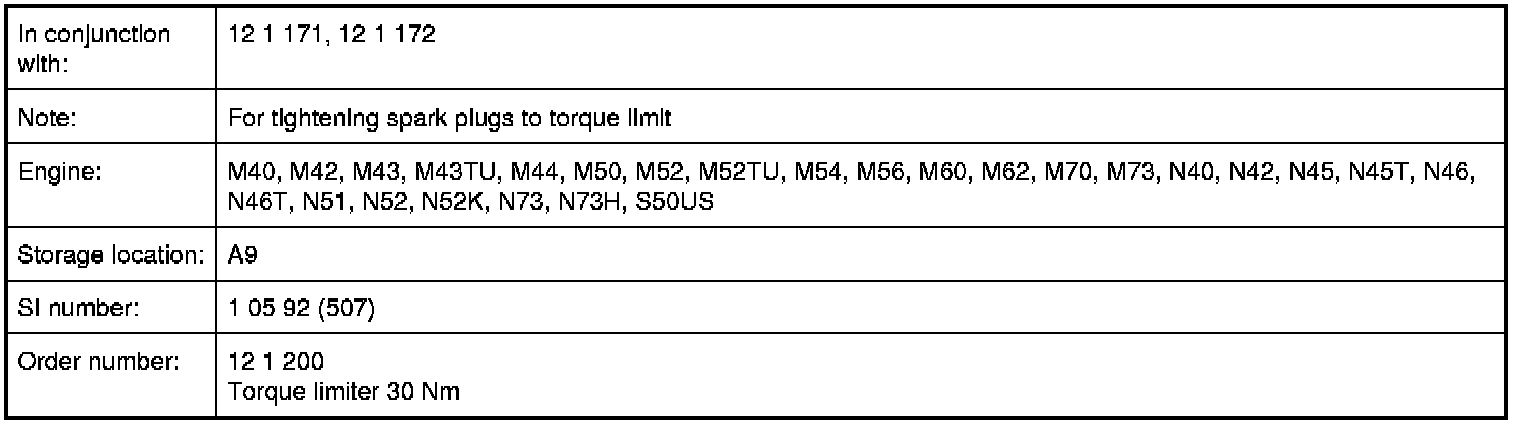 In conjunction
with:
12 1 171, 12 1 172
Note:
For tightening spark plugs to torque limit
Engine:
M40, M42, M43, M43TU, M44, M50, M52, M52TU, M54, M56, M60, M62, M70, M73, N40, N42, N45, N45T, N46,
N46T, N51, N52, N52K, N73, N73H, S50US
Storage location:
A9
SI number:
1 05 92 (507)
Order number:
12 1 200
Torque limiter 30 Nm